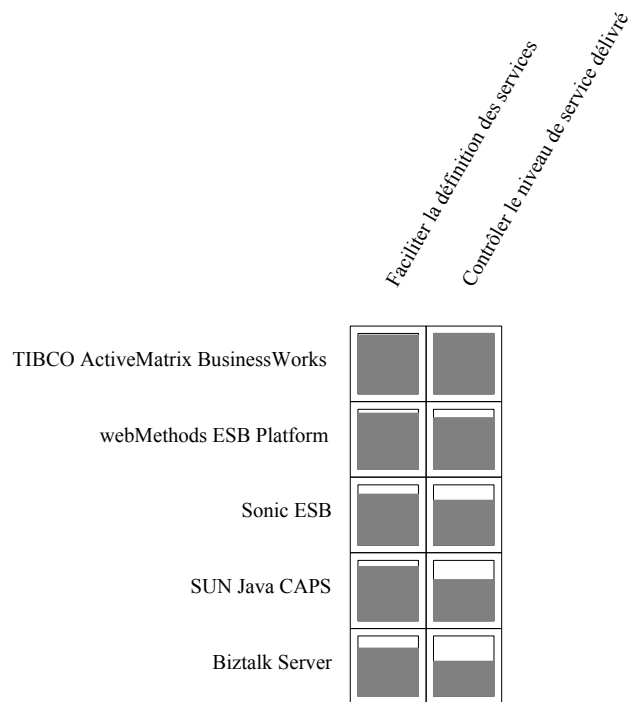 Faciliter la définition des services
Contrôler le niveau de service délivré
TIBCO ActiveMatrix BusinessWorks
webMethods ESB Platform
Sonic ESB
SUN Java CAPS
Biztalk Server